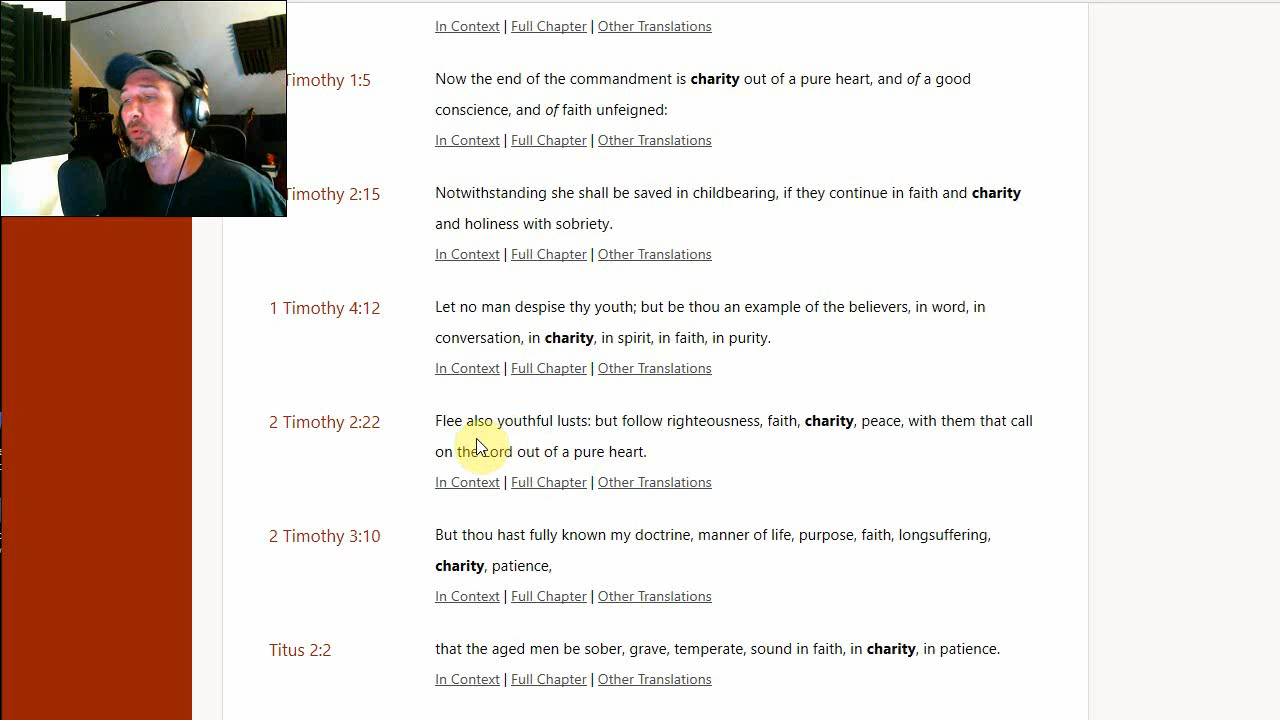 In Context | Full Chapter | Other Translations
Timothy 1:5
Now the end of the commandment is charity out of a pure heart, and of a good
conscience, and of faith unfeigned:
In Context | Full Chapter | Other Translations
Timothy 2:15
Notwithstanding she shall be saved in childbearing, if they continue in faith and charity
and holiness with sobriety.
In Context | Full Chapter | Other Translations
1 Timothy 4:12
Let no man despise thy youth; but be thou an example of the believers, in word, in
conversation, in charity, in spirit, in faith, in purity.
In Context | Full Chapter | Other Translations
2 Timothy 2:22
Flee also youthful lusts: but follow righteousness, faith, charity, peace, with them that call
on the Lord out of a pure heart.
In Context | Full Chapter | Other Translations
2 Timothy 3:10
But thou hast fully known my doctrine, manner of life, purpose, faith, longsuffering,
charity, patience,
In Context | Full Chapter | Other Translations
Titus 2:2
that the aged men be sober, grave, temperate, sound in faith, in charity, in patience.
In Context | Full Chapter | Other Translations